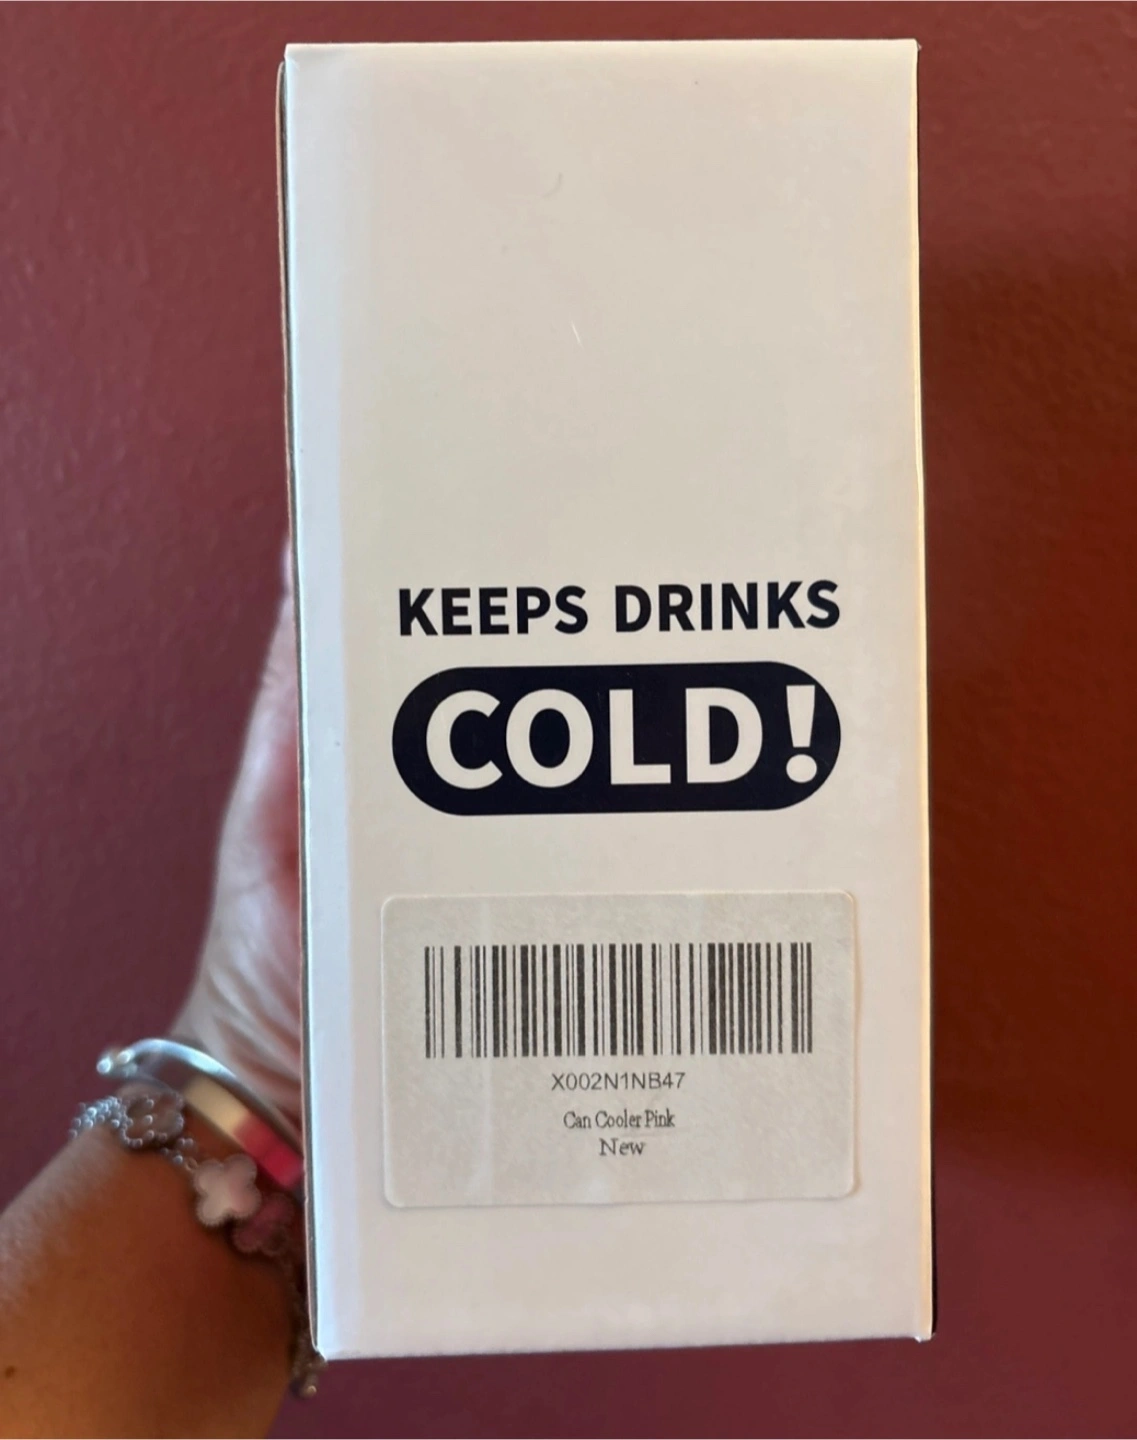 KEEPS DRINKS
COLD!
X002N1NB47
Can Cooler Pink
New